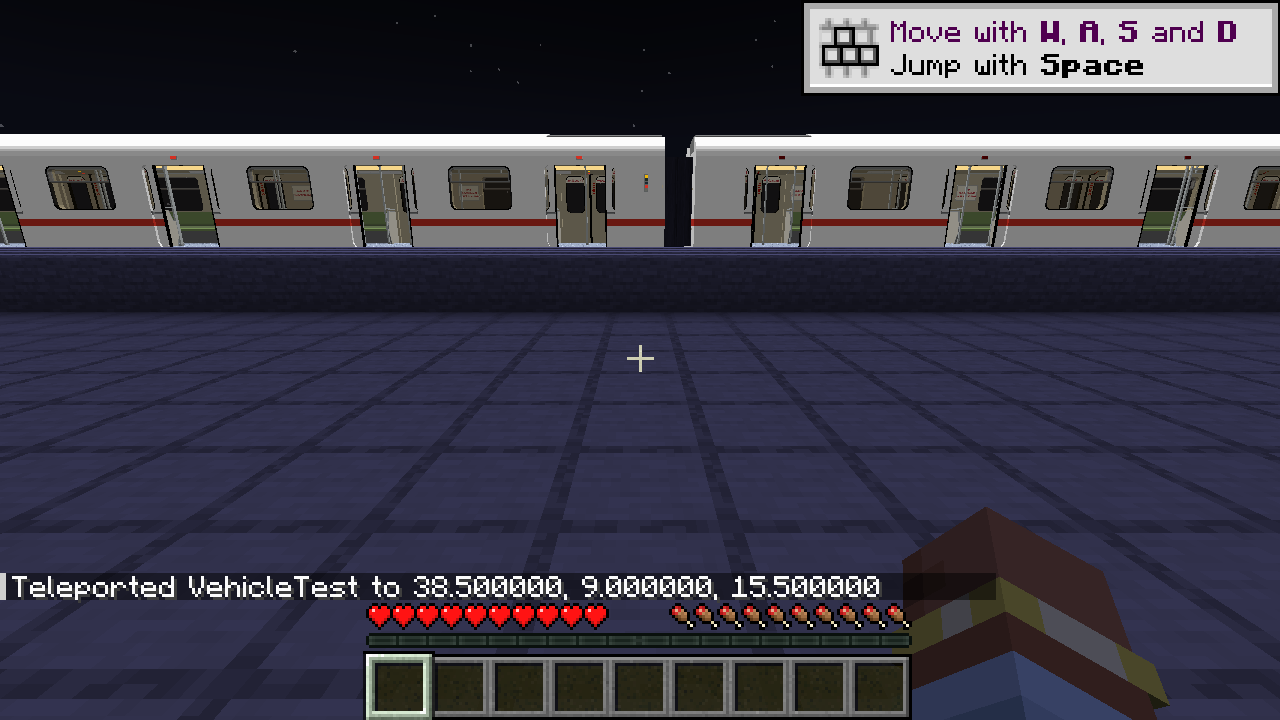 Move with W, A, S and D
Jump with Space
Teleported VehicleTest to 38.500000, 9.000000, 15.500000